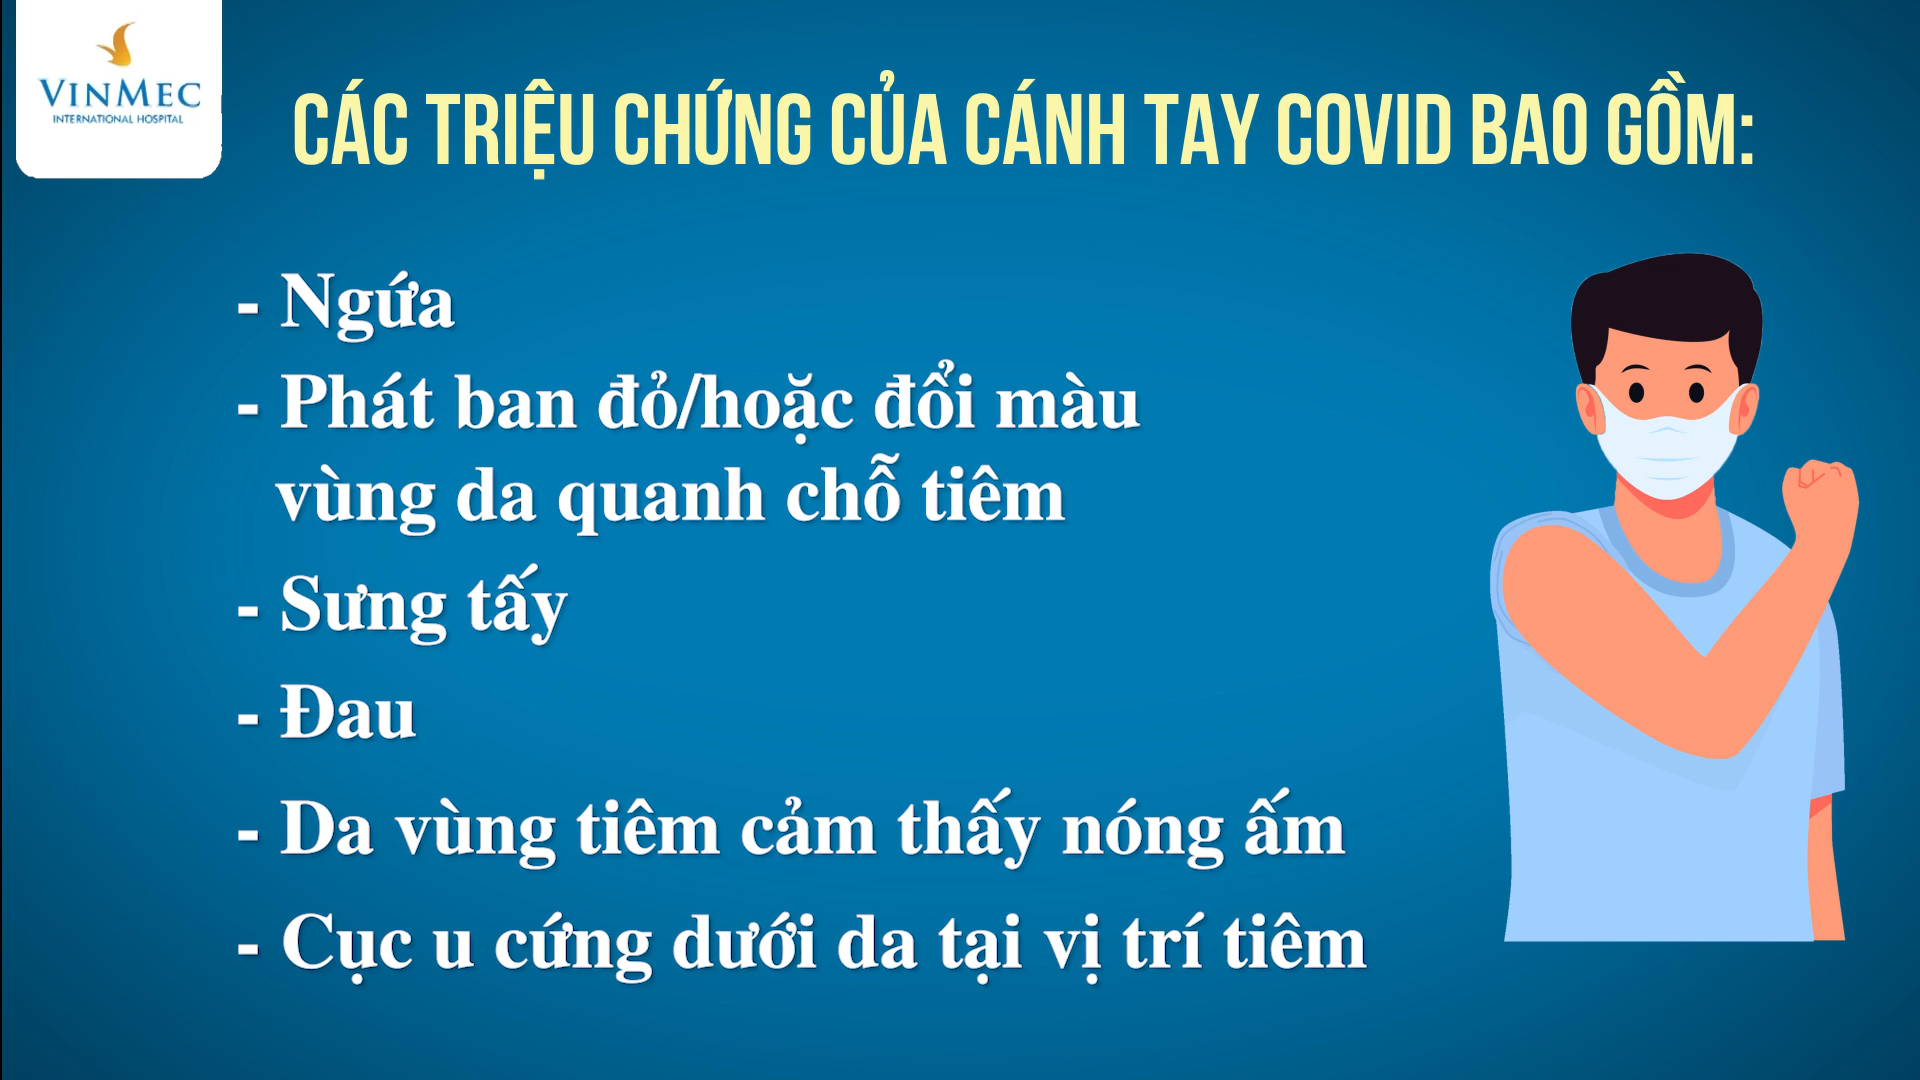 VINMEC
INTERNATIONAL HOSPITAL
CÁC TRIỆU CHỨNG CỦA CÁNH TAY COVID BAO GỒM:
- Ngứa
- Phát ban đỏ/hoặc đổi màu
vùng da quanh chỗ tiêm
- Sưng tấy
- Đau
- Da vùng tiêm cảm thấy nóng ấm
- Cục u cứng dưới da tại vị trí tiêm